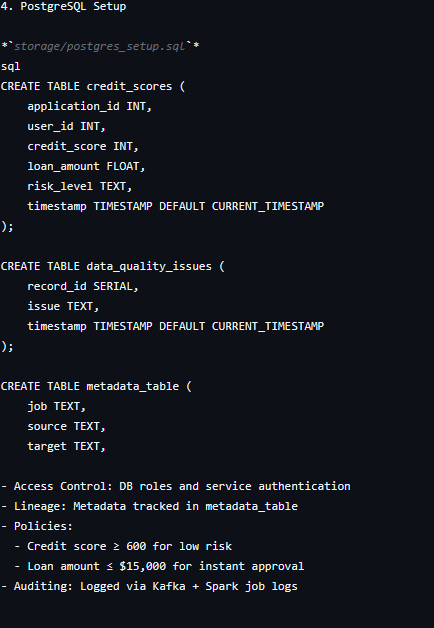 4. PostgreSQL Setup
*`storage/postgres_setup.sql`*
sql
CREATE TABLE credit_scores (
    application_id INT,
    user_id INT,
    credit_score INT,
    loan_amount FLOAT,
    risk_level TEXT,
    timestamp TIMESTAMP DEFAULT CURRENT_TIMESTAMP
);
CREATE TABLE data_quality_issues (
    record_id SERIAL,
    issue TEXT,
    timestamp TIMESTAMP DEFAULT CURRENT_TIMESTAMP
);
CREATE TABLE metadata_table (
    job TEXT,
    source TEXT,
    target TEXT,
- Access Control: DB roles and service authentication
- Lineage: Metadata tracked in metadata_table
- Policies:
  - Credit score ≥ 600 for low risk
  - Loan amount ≤ $15,000 for instant approval
- Auditing: Logged via Kafka + Spark job logs